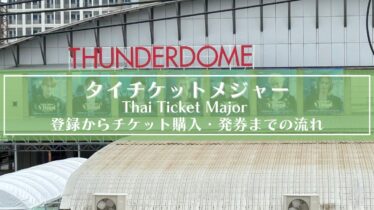 THUNDERDOME
タイチケットメジャー
Thai Ticket Major
登録からチケット購入・発券までの流れ